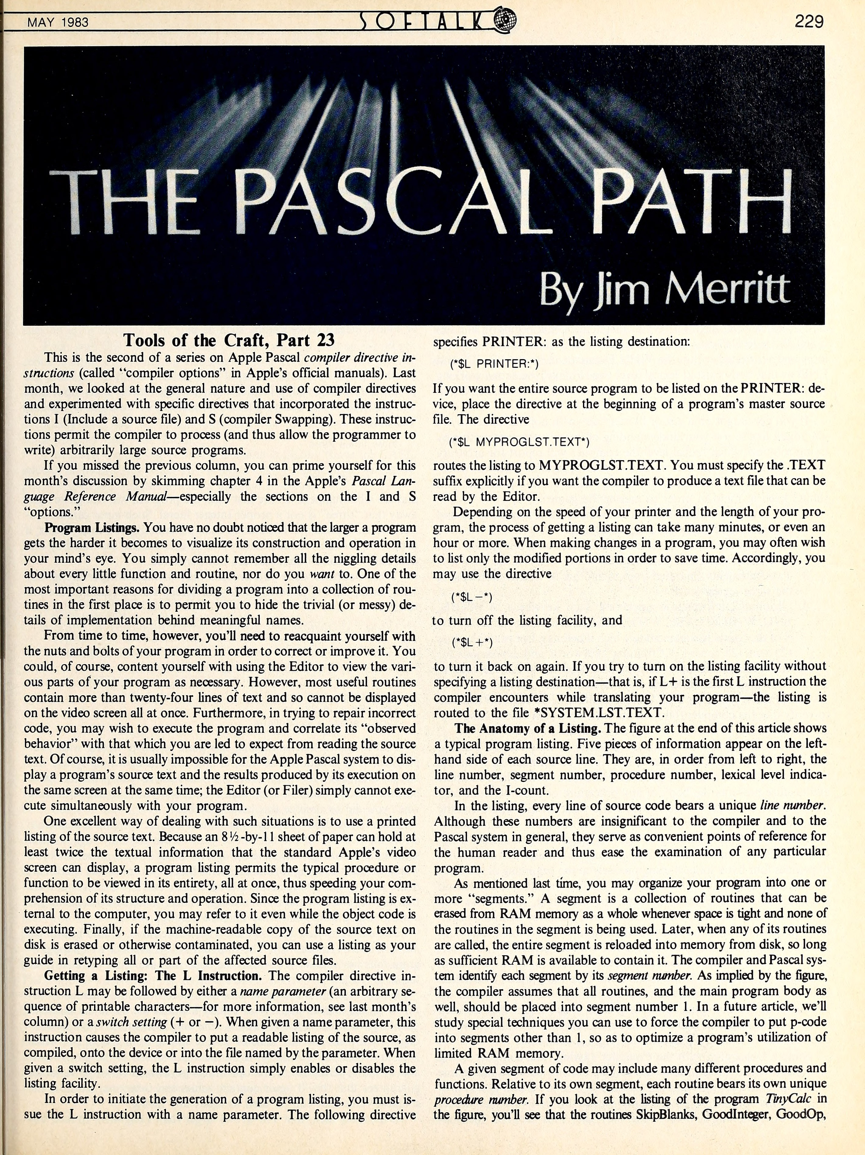 MAY 1983
SOFTALK
229
THE PASCAL PATH
By Jim Merritt
Tools of the Craft, Part 23
This is the second of a series on Apple Pascal compiler directive in-
structions (called "compiler options" in Apple's official manuals). Last
month, we looked at the general nature and use of compiler directives
and experimented with specific directives that incorporated the instruc-
tions I (Include a source file) and S (compiler Swapping). These instruc-
tions permit the compiler to process (and thus allow the programmer to
write) arbitrarily large source programs.
If you missed the previous column, you can prime yourself for this
month's discussion by skimming chapter 4 in the Apple's Pascal Lan-
guage Reference Manual—especially the sections on the I and S
"options."
Program Listings. You have no doubt noticed that the larger a program
gets the harder it becomes to visualize its construction and operation in
your mind's eye. You simply cannot remember all the niggling details
about every little function and routine, nor do you want to. One of the
most important reasons for dividing a program into a collection of rou-
tines in the first place is to permit you to hide the trivial (or messy) de-
tails of implementation behind meaningful names.
From time to time, however, you'll need to reacquaint yourself with
the nuts and bolts of your program in order to correct or improve it. You
could, of course, content yourself with using the Editor to view the vari-
ous parts of your program as necessary. However, most useful routines
contain more than twenty-four lines of text and so cannot be displayed
on the video screen all at once. Furthermore, in trying to repair incorrect
code, you may wish to execute the program and correlate its "observed
behavior" with that which you are led to expect from reading the source
text. Of course, it is usually impossible for the Apple Pascal system to dis-
play a program's source text and the results produced by its execution on
the same screen at the same time; the Editor (or Filer) simply cannot exe-
cute simultaneously with your program.
One excellent way of dealing with such situations is to use a printed
listing of the source text. Because an 8½-by-11 sheet of paper can hold at
least twice the textual information that the standard Apple's video
screen can display, a program listing permits the typical procedure or
function to be viewed in its entirety, all at once, thus speeding your com-
prehension of its structure and operation. Since the program listing is ex-
ternal to the computer, you may refer to it even while the object code is
executing. Finally, if the machine-readable copy of the source text on
disk is erased or otherwise contaminated, you can use a listing as your
guide in retyping all or part of the affected source files.
Getting a Listing: The L Instruction. The compiler directive in-
struction L may be followed by either a name parameter (an arbitrary se-
quence of printable characters—for more information, see last month's
column) or a switch setting (+ or −). When given a name parameter, this
instruction causes the compiler to put a readable listing of the source, as
compiled, onto the device or into the file named by the parameter. When
given a switch setting, the L instruction simply enables or disables the
listing facility.
In order to initiate the generation of a program listing, you must is-
sue the L instruction with a name parameter. The following directive
specifies PRINTER: as the listing destination:
(*$L PRINTER:*)
If you want the entire source program to be listed on the PRINTER: de-
vice, place the directive at the beginning of a program's master source
file. The directive
(*$L MYPROGLST.TEXT*)
routes the listing to MYPROGLST.TEXT. You must specify the .TEXT
suffix explicitly if you want the compiler to produce a text file that can be
read by the Editor.
Depending on the speed of your printer and the length of your pro-
gram, the process of getting a listing can take many minutes, or even an
hour or more. When making changes in a program, you may often wish
to list only the modified portions in order to save time. Accordingly, you
may use the directive
(*$L−*)
to turn off the listing facility, and
(*$L+*)
to turn it back on again. If you try to turn on the listing facility without
specifying a listing destination—that is, if L+ is the first L instruction the
compiler encounters while translating your program—the listing is
routed to the file *SYSTEM.LST.TEXT.
The Anatomy of a Listing. The figure at the end of this article shows
a typical program listing. Five pieces of information appear on the left-
hand side of each source line. They are, in order from left to right, the
line number, segment number, procedure number, lexical level indica-
tor, and the I-count.
In the listing, every line of source code bears a unique line number.
Although these numbers are insignificant to the compiler and to the
Pascal system in general, they serve as convenient points of reference for
the human reader and thus ease the examination of any particular
program.
As mentioned last time, you may organize your program into one or
more "segments." A segment is a collection of routines that can be
erased from RAM memory as a whole whenever space is tight and none of
the routines in the segment is being used. Later, when any of its routines
are called, the entire segment is reloaded into memory from disk, so long
as sufficient RAM is available to contain it. The compiler and Pascal sys-
tem identify each segment by its segment number. As implied by the figure,
the compiler assumes that all routines, and the main program body as
well, should be placed into segment number 1. In a future article, we'll
study special techniques you can use to force the compiler to put p-code
into segments other than 1, so as to optimize a program's utilization of
limited RAM memory.
A given segment of code may include many different procedures and
functions. Relative to its own segment, each routine bears its own unique
procedure number. If you look at the listing of the program TinyCalc in
the figure, you'll see that the routines SkipBlanks, GoodInteger, GoodOp,